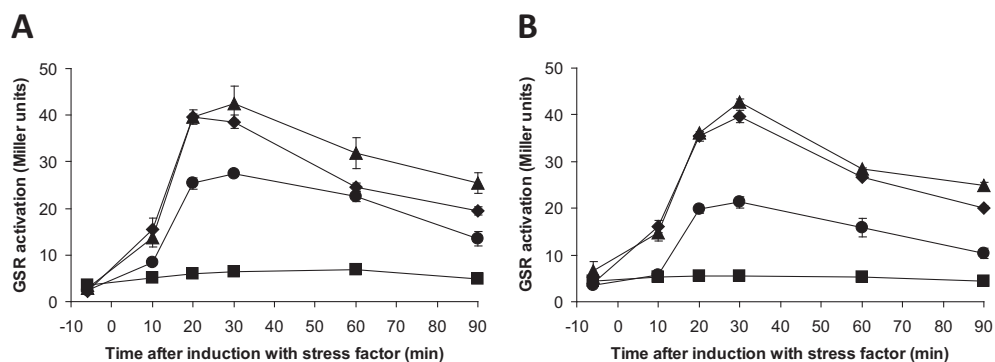 A
GSR activation (Miller units)
50
40
30
20
10
0
-10 0 10 20 30 40 50 60 70 80 90
Time after induction with stress factor (min)
B
GSR activation (Miller units)
50
40
30
20
10
0
-10 0 10 20 30 40 50 60 70 80 90
Time after induction with stress factor (min)